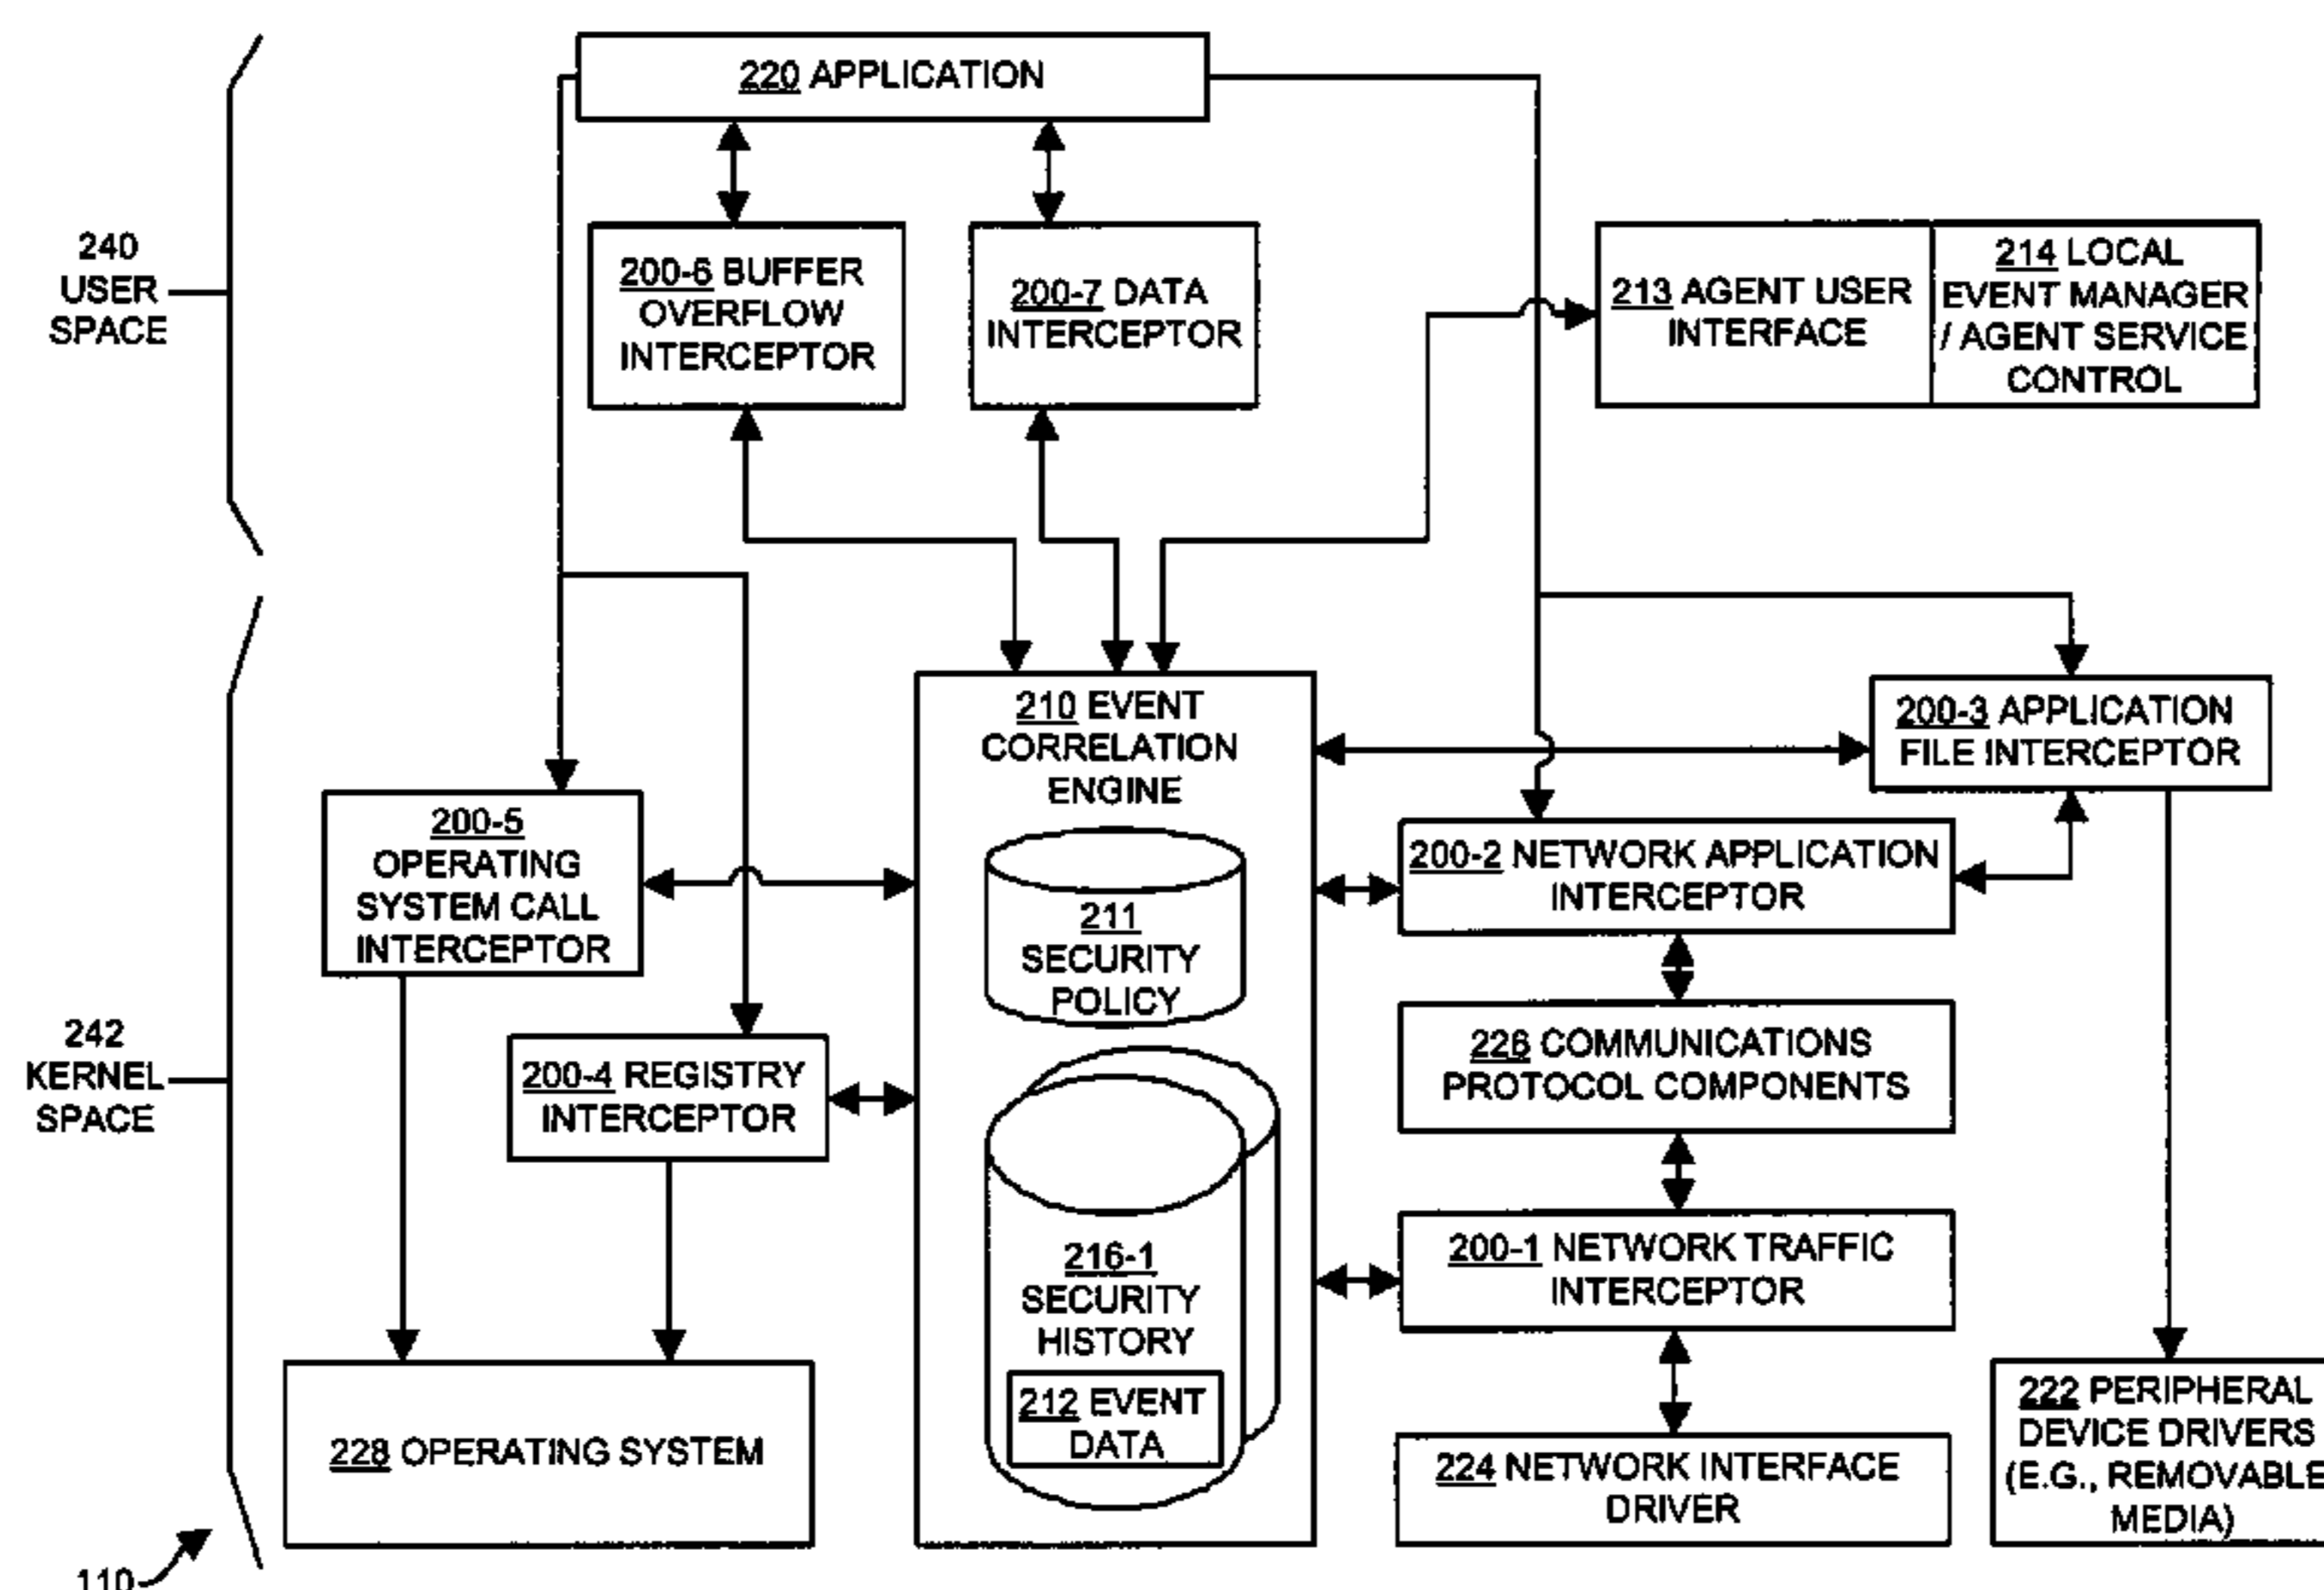 220 APPLICATION
240
USER
SPACE
200-6 BUFFER
OVERFLOW
INTERCEPTOR
200-7 DATA
INTERCEPTOR
213 AGENT USER
INTERFACE
214 LOCAL
EVENT MANAGER
/ AGENT SERVICE
CONTROL
242
KERNEL
SPACE
210 EVENT
CORRELATION
ENGINE
211
SECURITY
POLICY
216-1
SECURITY
HISTORY
212 EVENT
DATA
200-3 APPLICATION
FILE INTERCEPTOR
200-5
OPERATING
SYSTEM CALL
INTERCEPTOR
200-2 NETWORK APPLICATION
INTERCEPTOR
200-4 REGISTRY
INTERCEPTOR
226 COMMUNICATIONS
PROTOCOL COMPONENTS
200-1 NETWORK TRAFFIC
INTERCEPTOR
228 OPERATING SYSTEM
224 NETWORK INTERFACE
DRIVER
222 PERIPHERAL
DEVICE DRIVERS
(E.G., REMOVABLE
MEDIA)
110